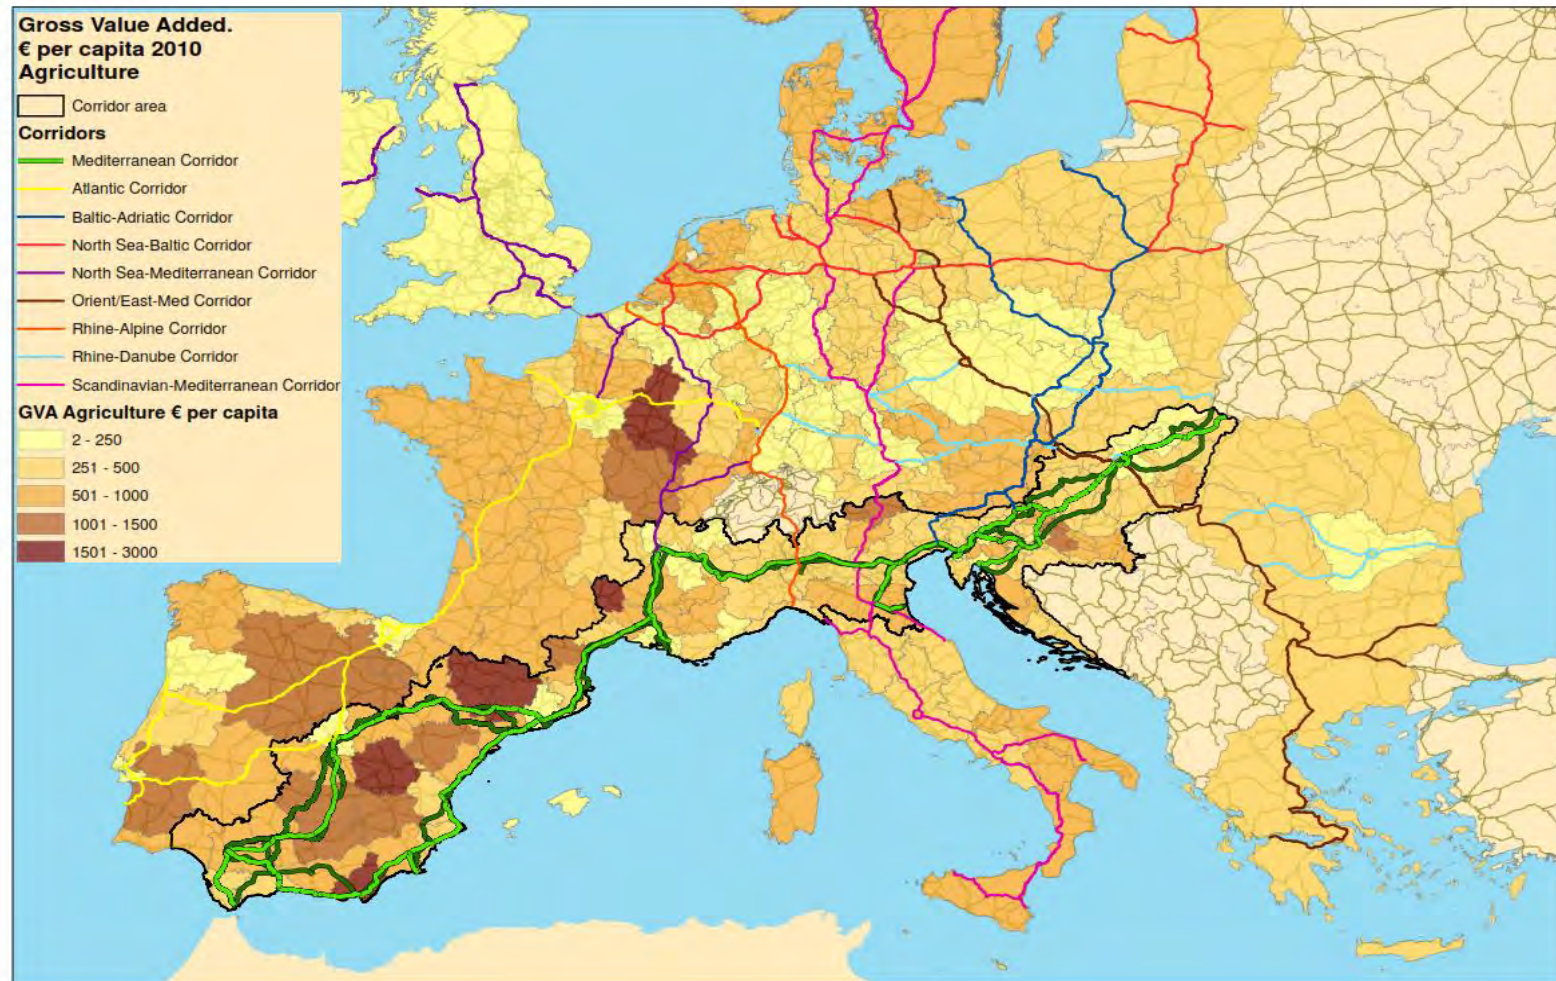 Gross Value Added.
€ per capita 2010
Agriculture
Corridor area
Corridors
Mediterranean Corridor
Atlantic Corridor
Baltic-Adriatic Corridor
North Sea-Baltic Corridor
North Sea-Mediterranean Corridor
Orient/East-Med Corridor
Rhine-Alpine Corridor
Rhine-Danube Corridor
Scandinavian-Mediterranean Corridor
GVA Agriculture € per capita
2 - 250
251 - 500
501 - 1000
1001 - 1500
1501 - 3000